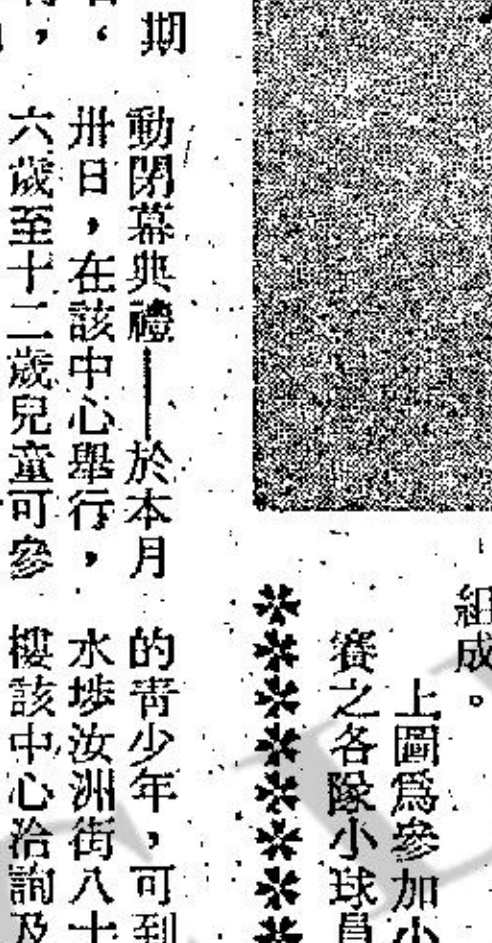 組成。
上圖爲參加小
賽之各隊小球員
期
動閉幕典禮——於本月
卅日，在該中心舉行，
六歲至十二歲兒童可參
的青少年，可到
水埗汝洲街八十
樓該中心洽詢及